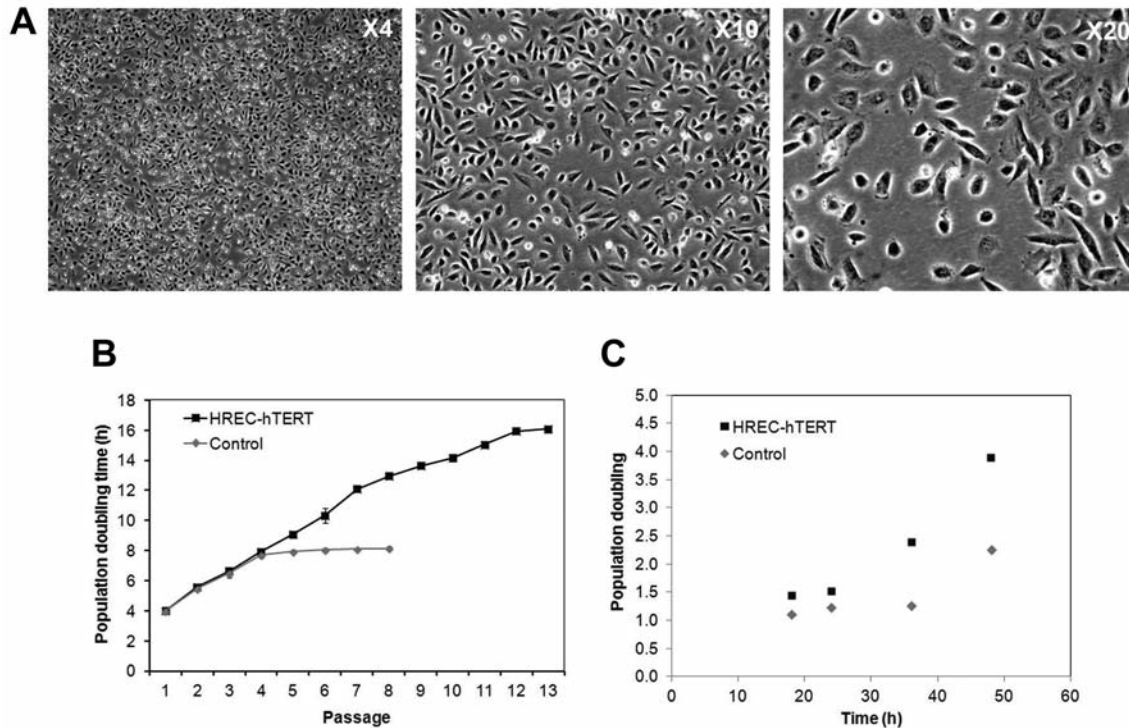 A
X4
X10
X20
B
C
Population doubling time (h)
18
16
14
12
10
8
6
4
2
0
HREC-hTERT
Control
1 2 3 4 5 6 7 8 9 10 11 12 13
Passage
Population doubling
5.0
4.5
4.0
3.5
3.0
2.5
2.0
1.5
1.0
0.5
0.0
HREC-hTERT
Control
0 10 20 30 40 50 60
Time (h)